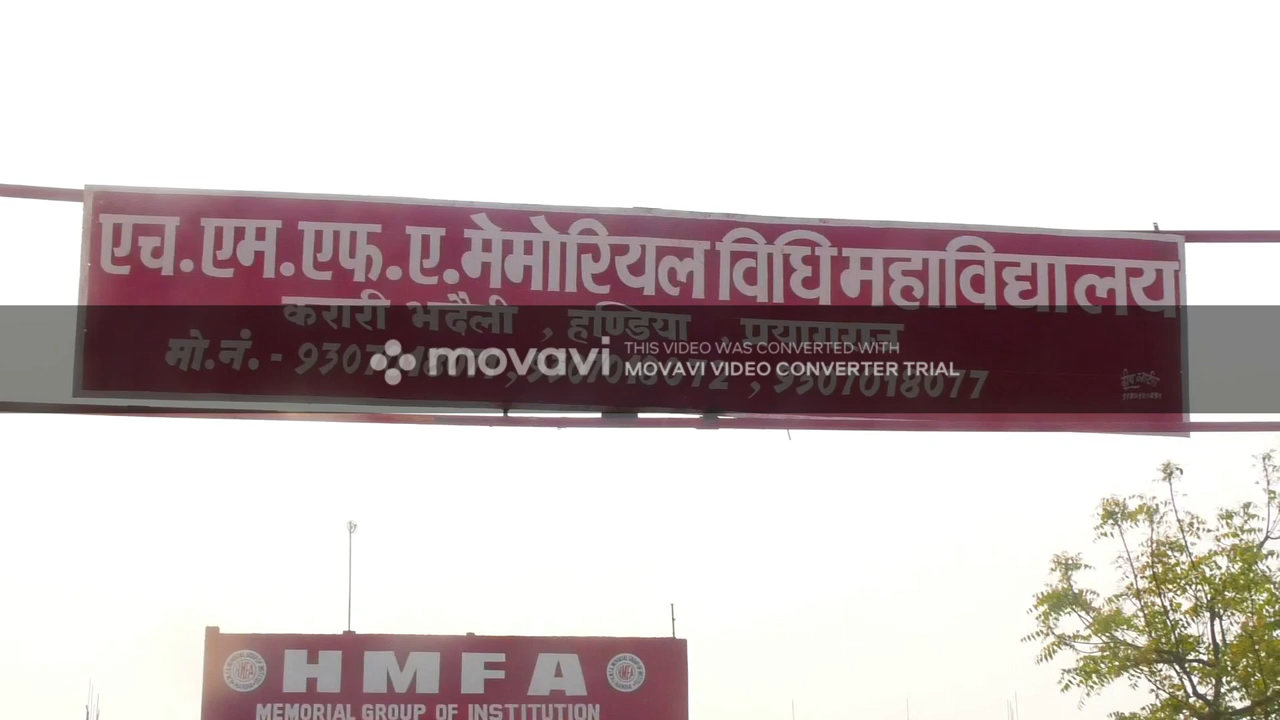 एच.एम.एफ.ए.मेमोरियल विधि महाविद्यालय
करारी भदैली , हण्डिया , प्रयागराज
मो.नं.- , 9307018077
movavi
THIS VIDEO WAS CONVERTED WITH
MOVAVI VIDEO CONVERTER TRIAL
HMFA
MEMORIAL GROUP OF INSTITUTION